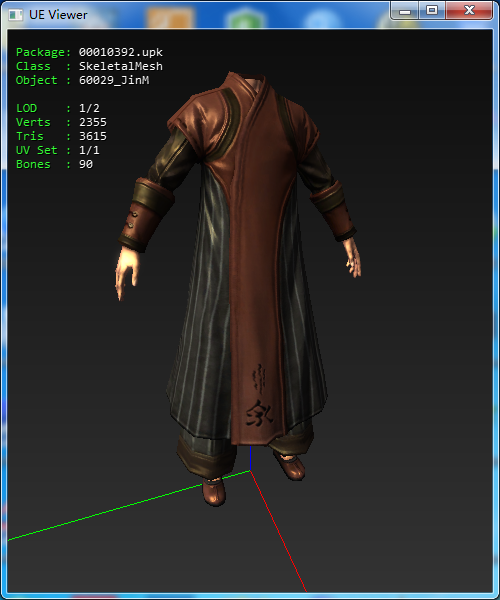 UE Viewer
Package: 00010392.upk
Class : SkeletalMesh
Object : 60029_JinM
LOD : 1/2
Verts : 2355
Tris : 3615
UV Set : 1/1
Bones : 90